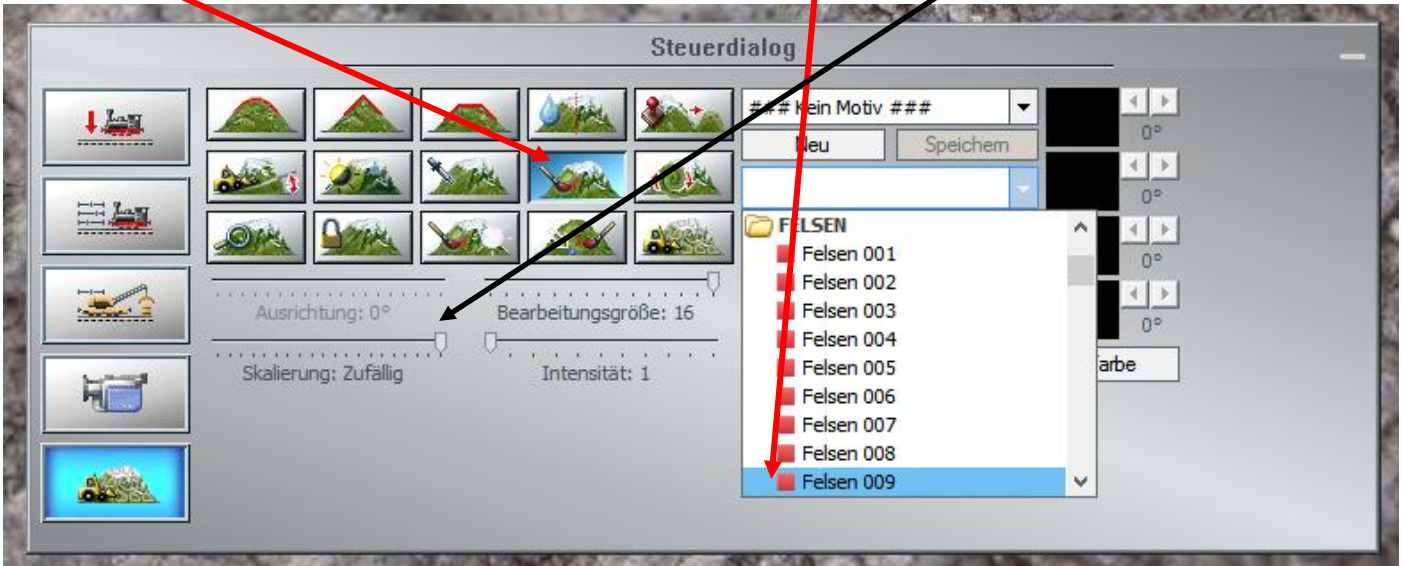 Steuerdialog
### Kein Motiv ###
0°
Neu
Speichern
0°
FELSEN
Felsen 001
0°
Felsen 002
Ausrichtung: 0°
Bearbeitungsgröße: 16
Felsen 003
0°
Felsen 004
Skalierung: Zufällig
Intensität: 1
Felsen 005
arbe
Felsen 006
Felsen 007
Felsen 008
Felsen 009